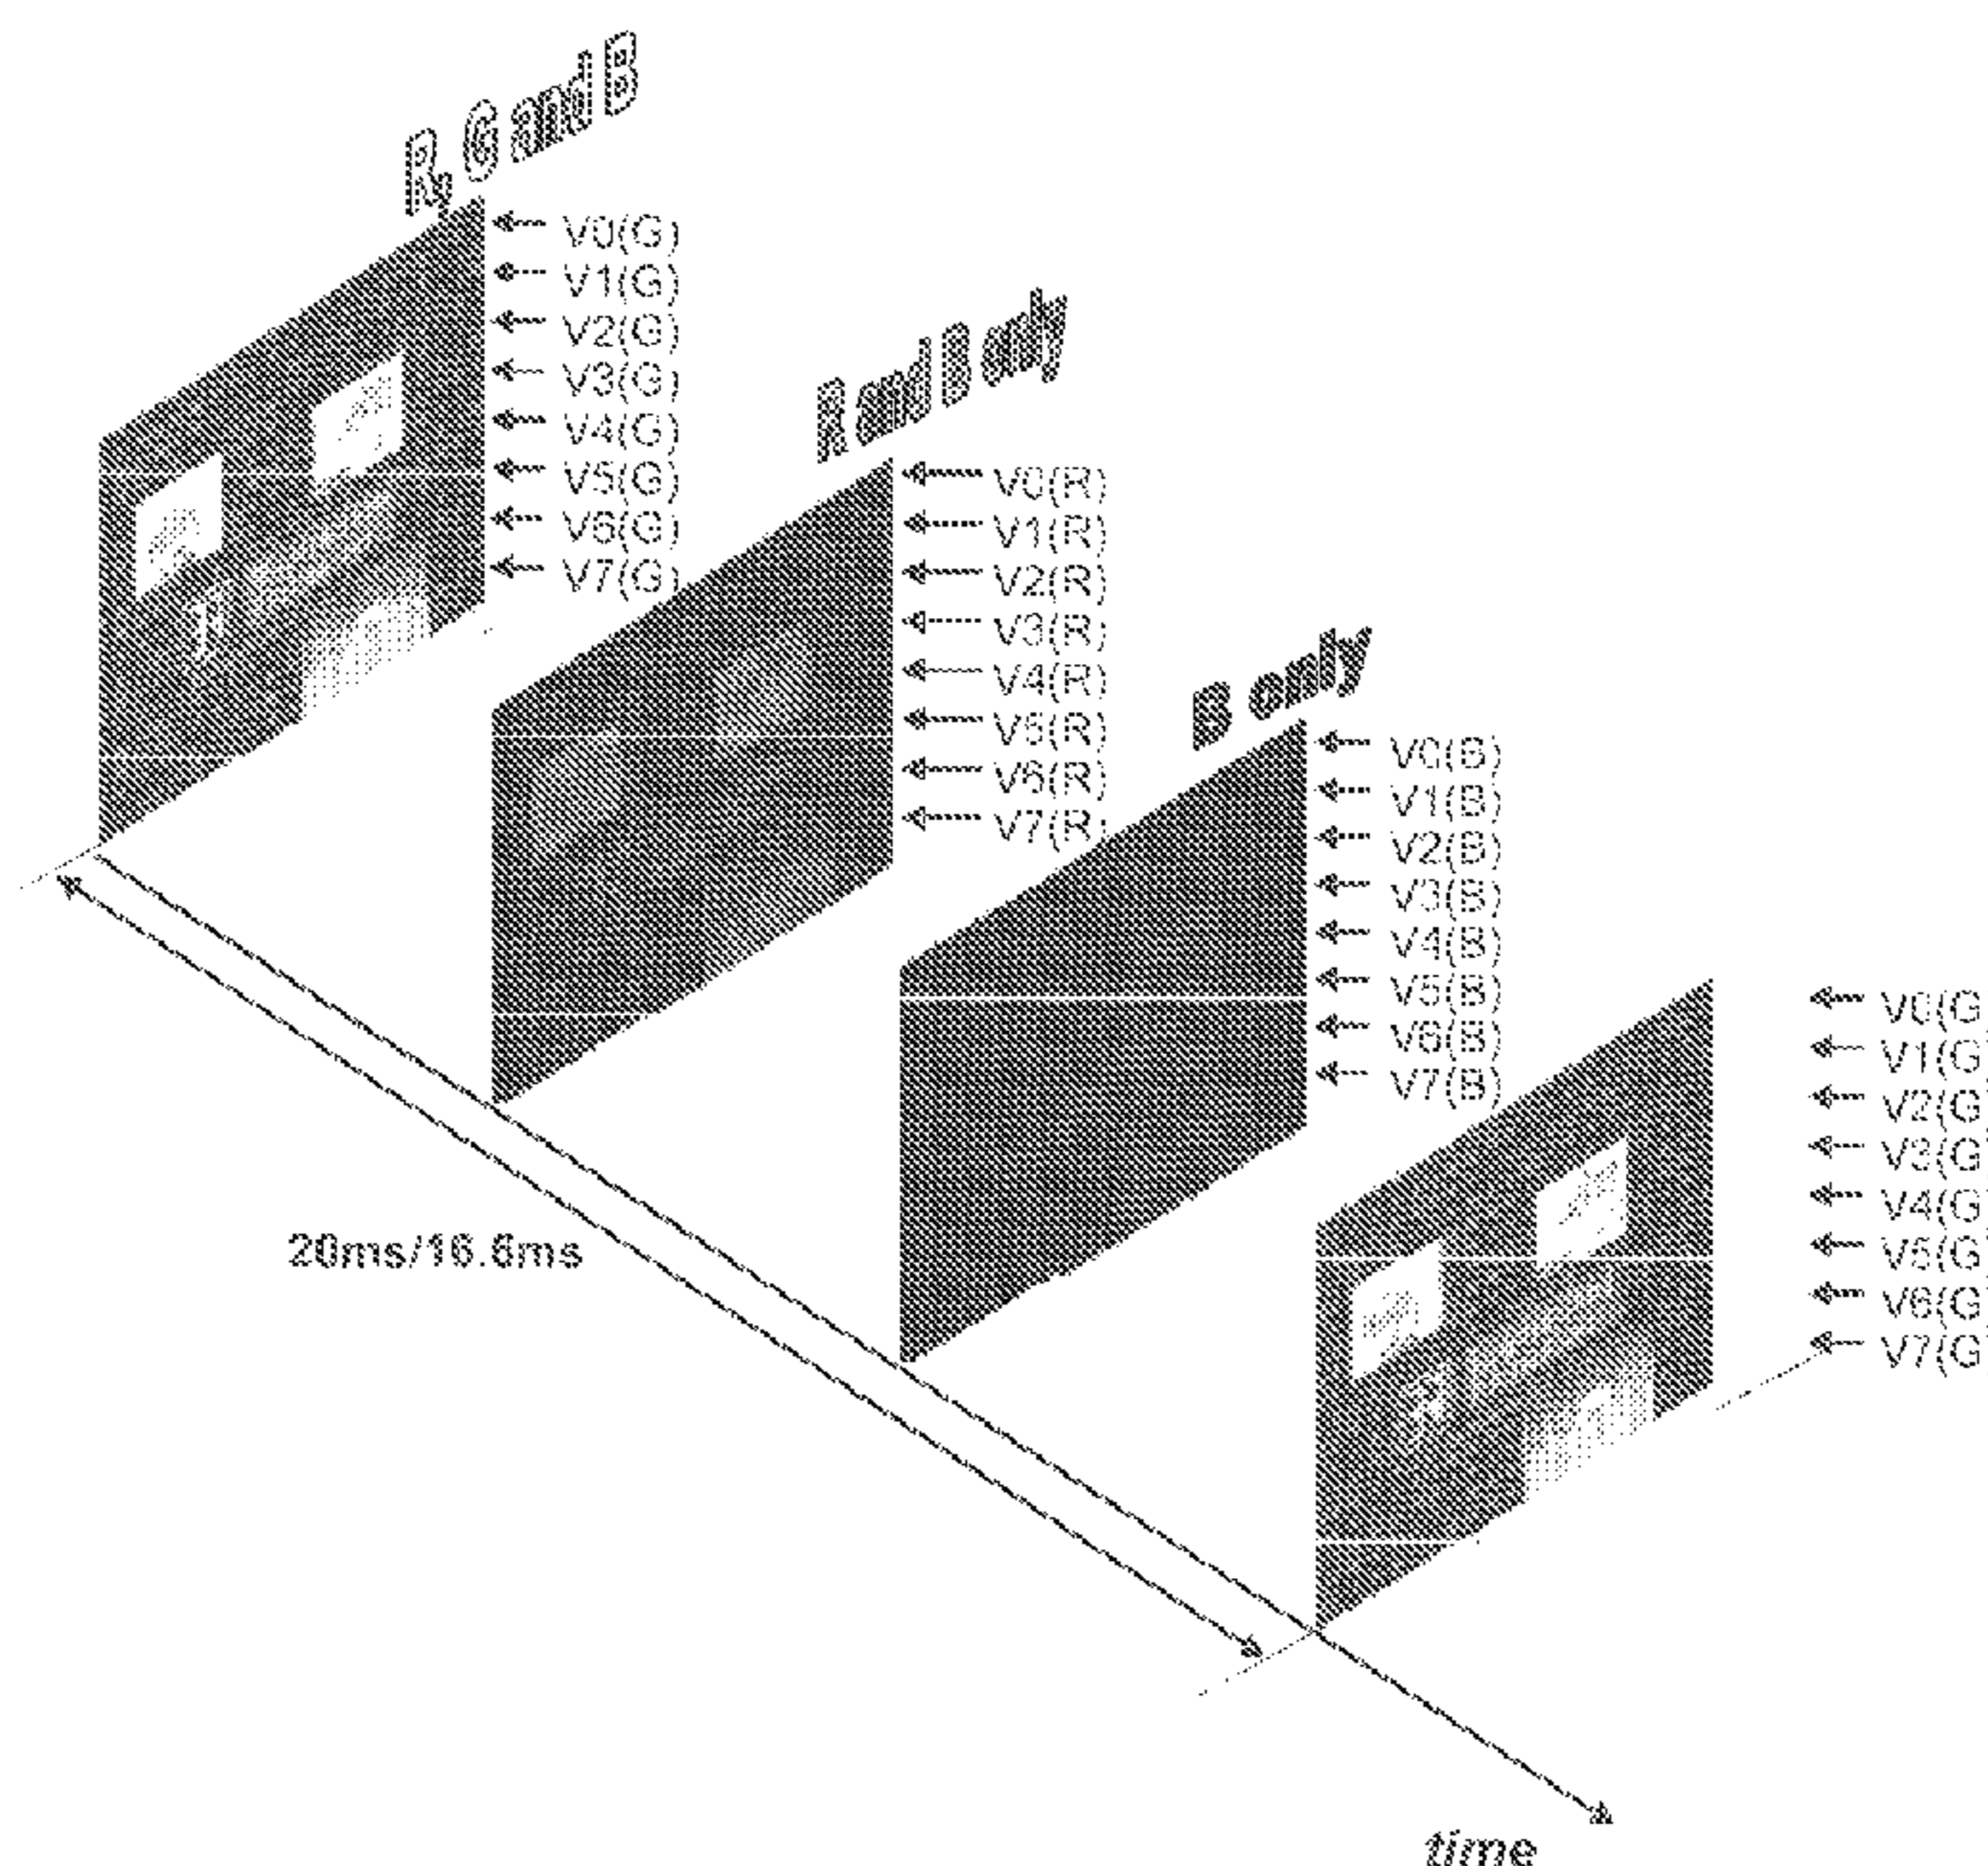 R, G and B
V0(G)
V1(G)
V2(G)
V3(G)
V4(G)
V5(G)
V6(G)
V7(G)
R and B only
V0(R)
V1(R)
V2(R)
V3(R)
V4(R)
V5(R)
V6(R)
V7(R)
B only
V0(B)
V1(B)
V2(B)
V3(B)
V4(B)
V5(B)
V6(B)
V7(B)
V0(G
V1(G
V2(G
V3(G
V4(G
V5(G
V6(G
V7(G
20ms/16.6ms
time